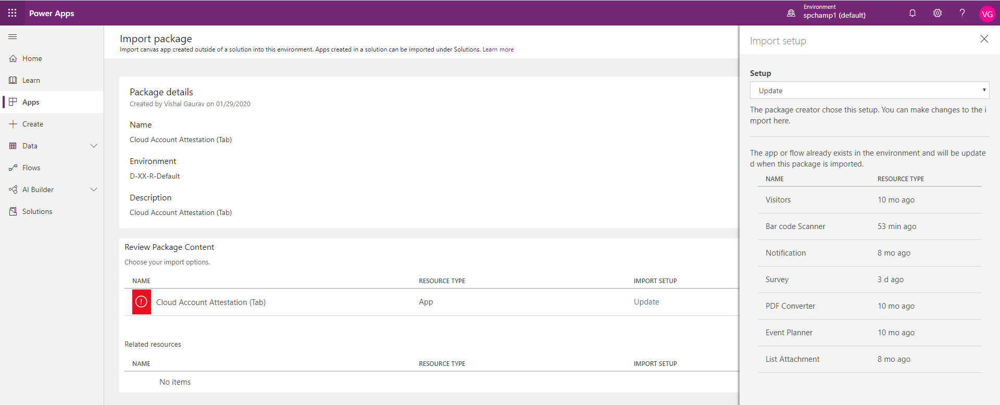 Power Apps
Environment
spchamp1 (default)
VG
Home
Learn
Apps
Create
Data
Flows
AI Builder
Solutions
Import package
Import canvas app created outside of a solution into this environment. Apps created in a solution can be imported under Solutions. Learn more
Package details
Created by Vishal Gaurav on 01/29/2020
Name
Cloud Account Attestation (Tab)
Environment
D-XX-R-Default
Description
Cloud Account Attestation (Tab)
Review Package Content
Choose your import options.
NAME RESOURCE TYPE IMPORT SETUP
Cloud Account Attestation (Tab) App Update
Related resources
NAME RESOURCE TYPE IMPORT SETUP
No items
Import setup
Setup
Update
The package creator chose this setup. You can make changes to the i
mport here.
The app or flow already exists in the environment and will be update
d when this package is imported.
NAME RESOURCE TYPE
Visitors 10 mo ago
Bar code Scanner 53 min ago
Notification 8 mo ago
Survey 3 d ago
PDF Converter 10 mo ago
Event Planner 10 mo ago
List Attachment 8 mo ago